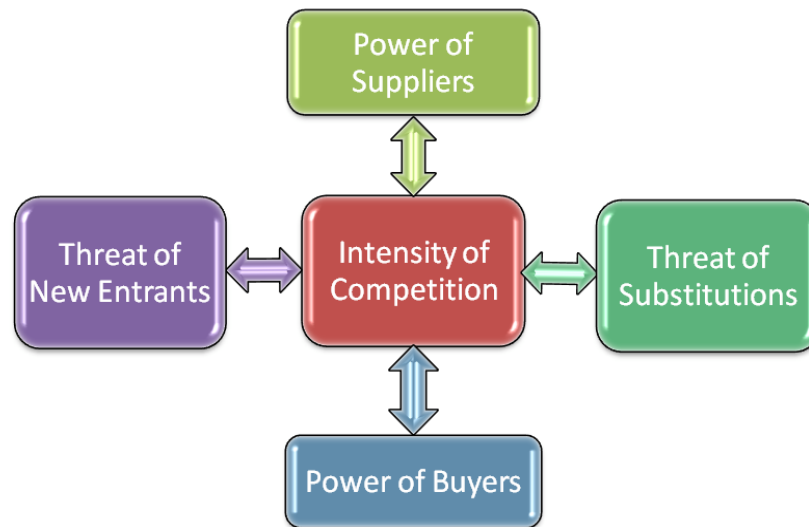 Power of
Suppliers
Threat of
New Entrants
Intensity of
Competition
Threat of
Substitutions
Power of Buyers